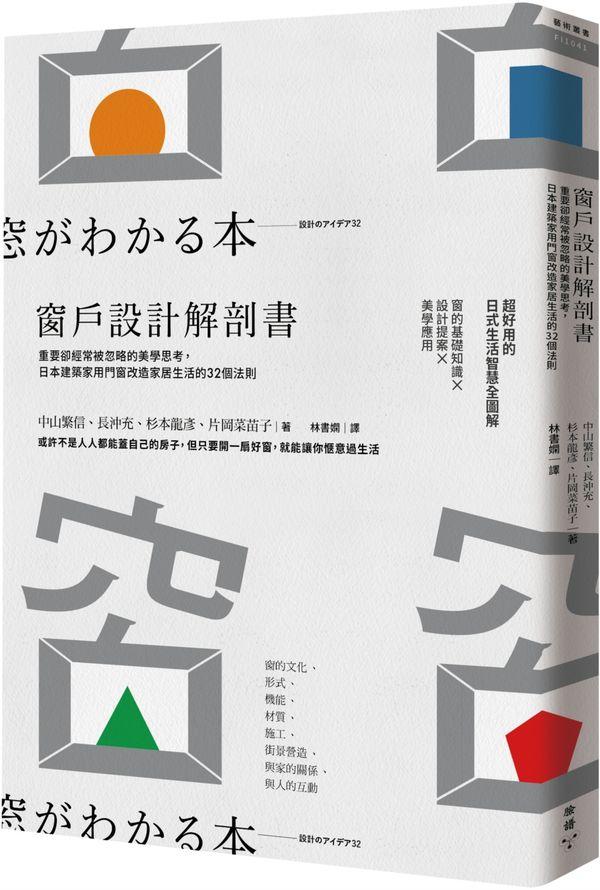 窓がわかる本——設計のアイデア32
窗戶設計解剖書
重要卻經常被忽略的美學思考，
日本建築家用門窗改造家居生活的32個法則
中山繁信、長沖充、杉本龍彥、片岡菜苗子｜著 林書嫻｜譯
或許不是人人都能蓋自己的房子，但只要開一扇好窗，就能讓你愜意過生活
超好用的
日式生活智慧全圖解
窗的基礎知識×
設計提案×
美學應用
窗的文化、
形式、
機能、
材質、
施工、
街景營造、
與家的關係、
與人的互動
窓がわかる本——設計のアイデア32
藝術叢書
FI1041
窗戶設計解剖書
重要卻經常被忽略的美學思考，
日本建築家用門窗改造家居生活的32個法則
中山繁信、長沖充、
杉本龍彥、片岡菜苗子｜著
林書嫻｜譯
臉譜